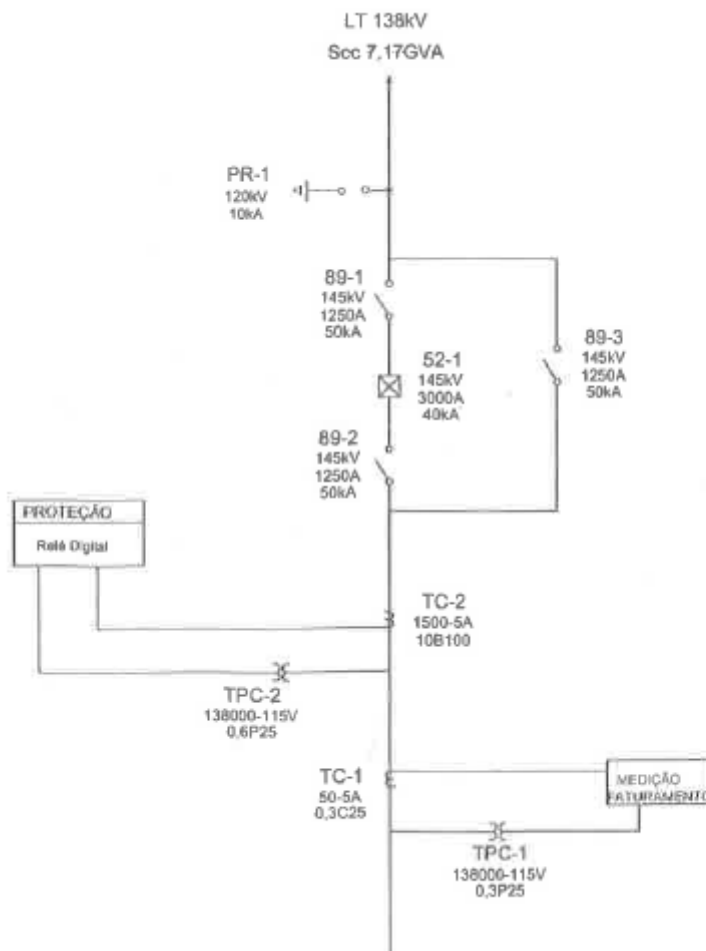 LT 138kV
Scc 7,17GVA
PR-1
120kV
10kA
89-1
145kV
1250A
50kA
89-3
145kV
1250A
50kA
52-1
145kV
3000A
40kA
89-2
145kV
1250A
50kA
PROTEÇÃO
Relé Digital
TC-2
1500-5A
10B100
TPC-2
138000-115V
0,6P25
TC-1
50-5A
0,3C25
MEDIÇÃO
FATURAMENTO
TPC-1
138000-115V
0,3P25